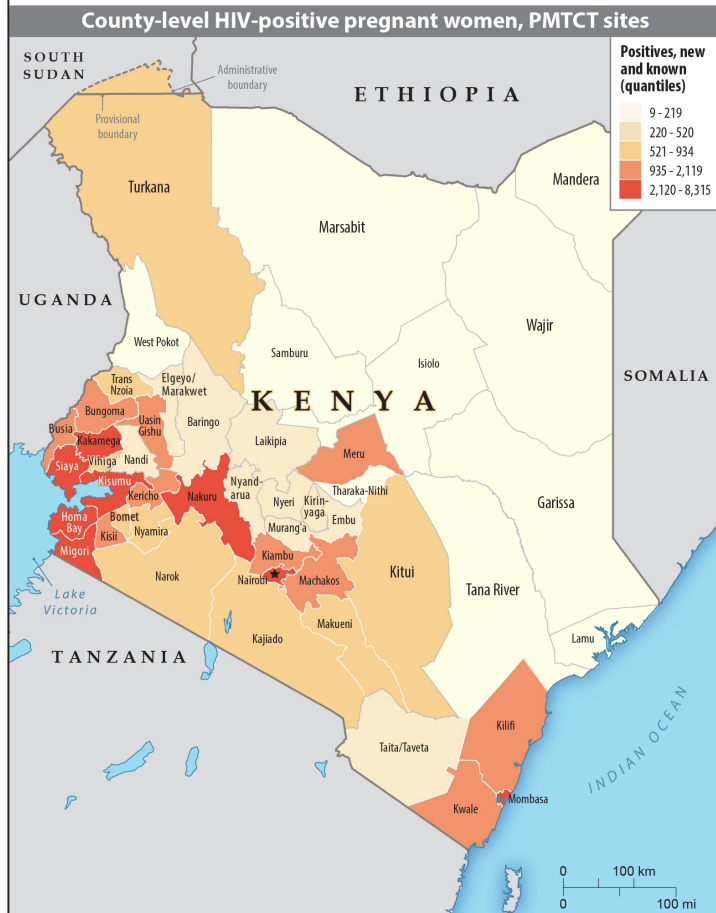 County-level HIV-positive pregnant women, PMTCT sites
Positives, new
and known
(quantiles)
9 - 219
220 - 520
521 - 934
935 - 2,119
2,120 - 8,315
SOUTH
SUDAN
Administrative
boundary
Provisional
boundary
ETHIOPIA
Mandera
Turkana
Marsabit
UGANDA
Wajir
West Pokot
Samburu
Isiolo
SOMALIA
Trans
Nzoia
Elgeyo/
Marakwet
KENYA
Bungoma
Uasin
Gishu
Baringo
Busia
Kakamega
Laikipia
Meru
Siaya
Vihiga
Nandi
Kisumu
Kericho
Nakuru
Nyand-
arua
Tharaka-Nithi
Nyeri
Kirin-
yaga
Garissa
Homa
Bay
Bomet
Embu
Murang'a
Kisii
Nyamira
Migori
Kiambu
Narok
Nairobi
Machakos
Kitui
Tana River
Lake
Victoria
Makueni
Kajiado
Lamu
TANZANIA
Kilifi
Taita/Taveta
INDIAN OCEAN
Mombasa
Kwale
0
100 km
0
100 mi